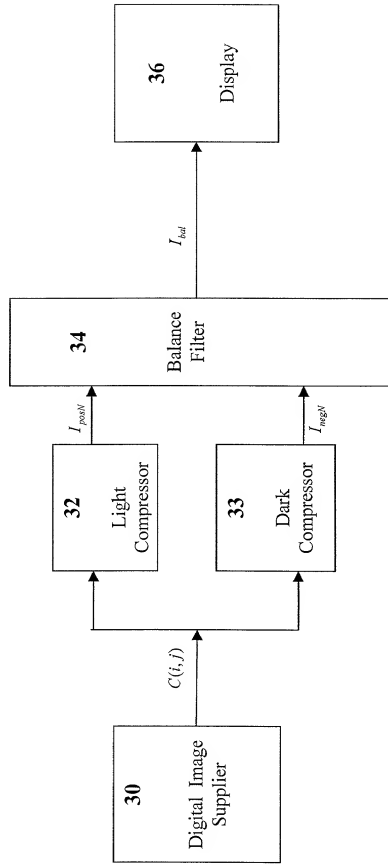 30
Digital Image
Supplier
C(i, j)
32
Light
Compressor
33
Dark
Compressor
I_posN
I_negN
34
Balance
Filter
I_bal
36
Display